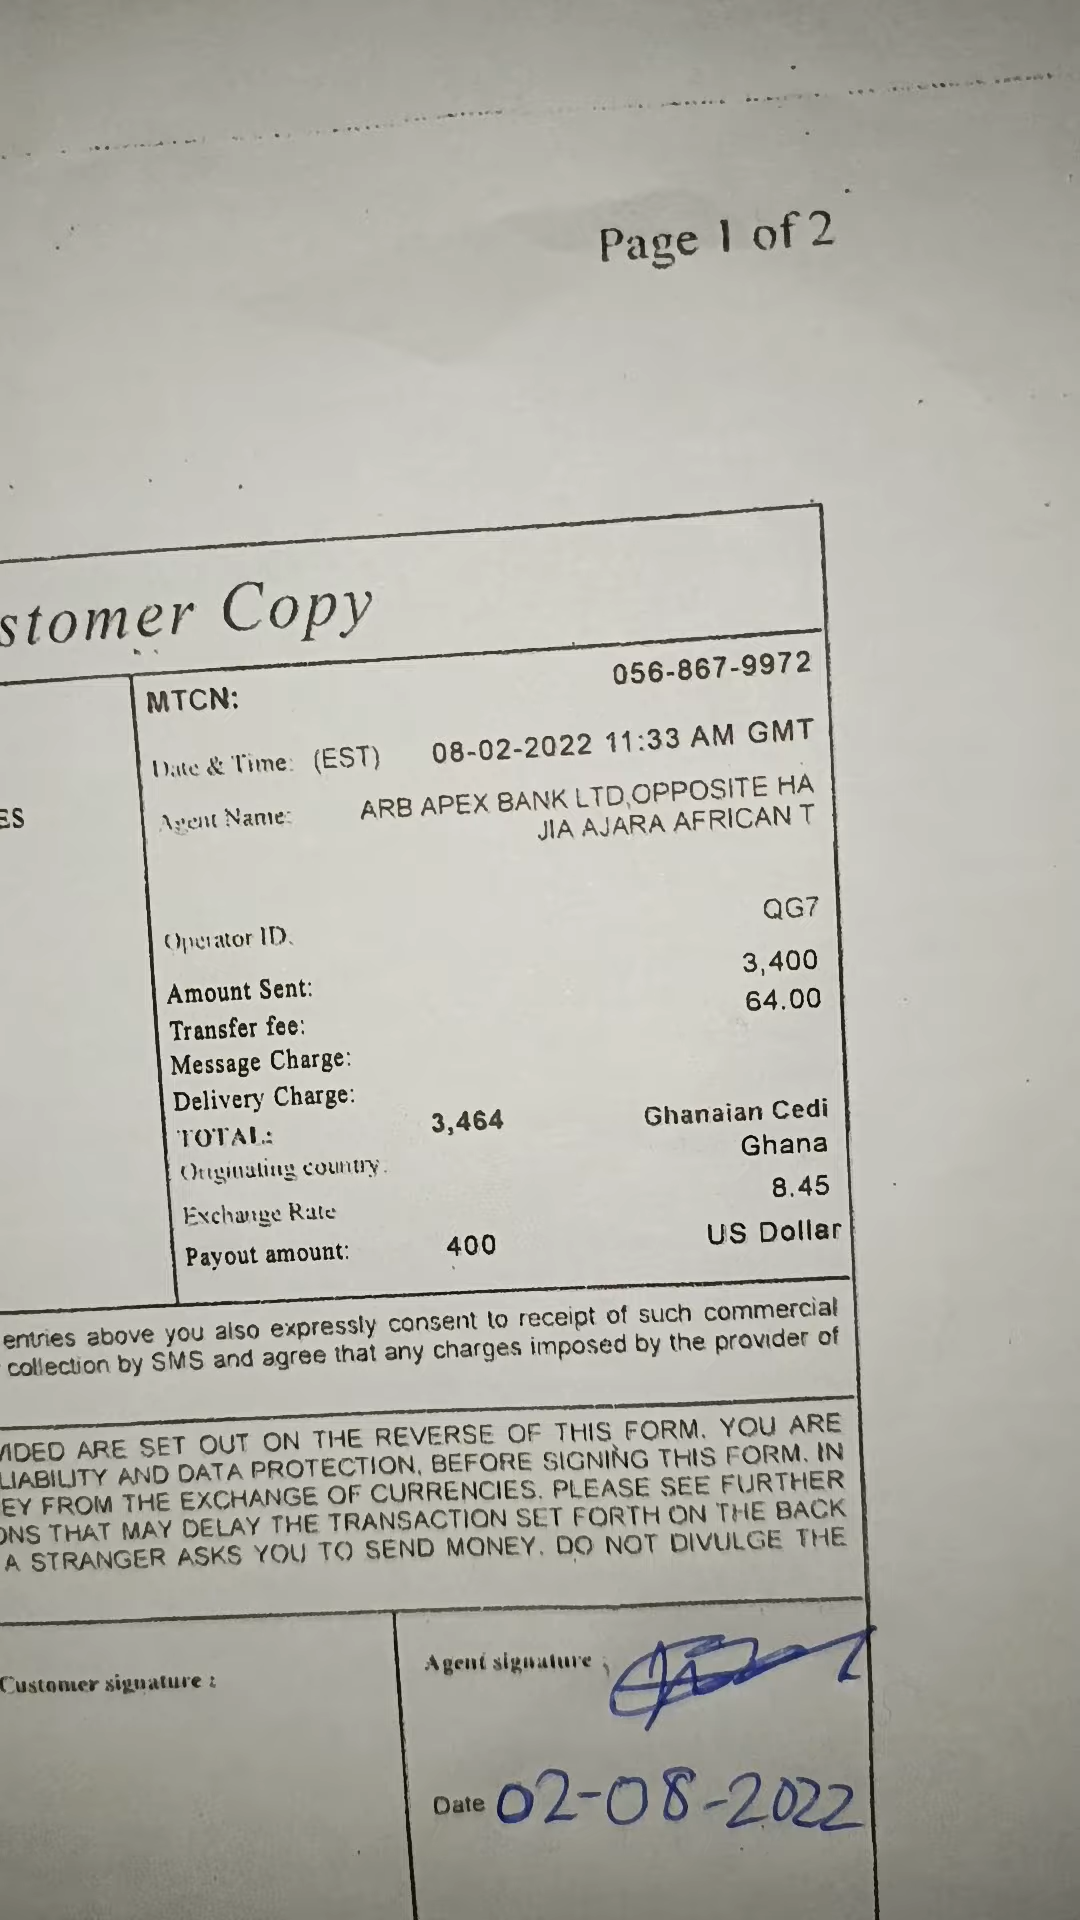 Page 1 of 2
stomer Copy
MTCN: 056-867-9972
Date & Time: (EST) 08-02-2022 11:33 AM GMT
Agent Name: ARB APEX BANK LTD,OPPOSITE HA
JIA AJARA AFRICAN T
ES
Operator ID. QG7
Amount Sent: 3,400
Transfer fee: 64.00
Message Charge:
Delivery Charge:
TOTAL: 3,464 Ghanaian Cedi
Originating country: Ghana
Exchange Rate 8.45
Payout amount: 400 US Dollar
entries above you also expressly consent to receipt of such commercial
collection by SMS and agree that any charges imposed by the provider of
VIDED ARE SET OUT ON THE REVERSE OF THIS FORM. YOU ARE
LIABILITY AND DATA PROTECTION, BEFORE SIGNING THIS FORM. IN
EY FROM THE EXCHANGE OF CURRENCIES. PLEASE SEE FURTHER
ONS THAT MAY DELAY THE TRANSACTION SET FORTH ON THE BACK
A STRANGER ASKS YOU TO SEND MONEY. DO NOT DIVULGE THE
Customer signature :
Agent signature :
Date 02-08-2022